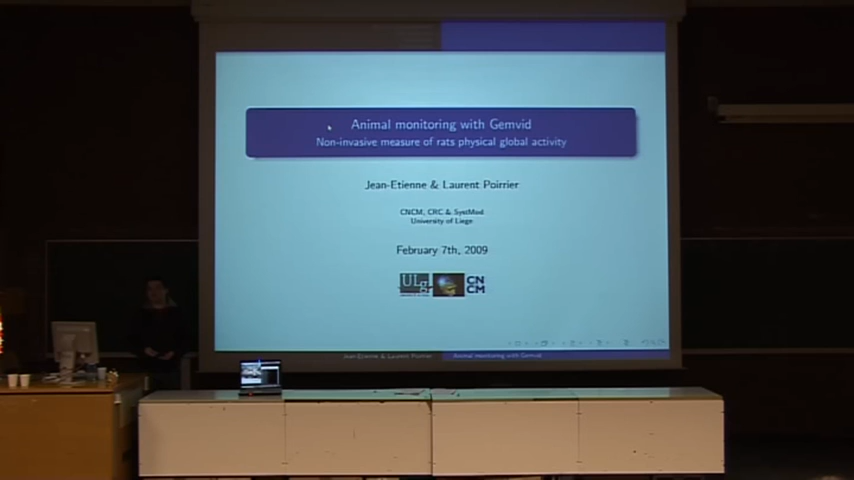 Animal monitoring with Gemvid
Non-invasive measure of rats physical global activity
Jean-Etienne & Laurent Poirrier
CNCM, CRC & SystMod
University of Liege
February 7th, 2009
ULg
CN
CM
Jean-Etienne & Laurent Poirrier
Animal monitoring with Gemvid